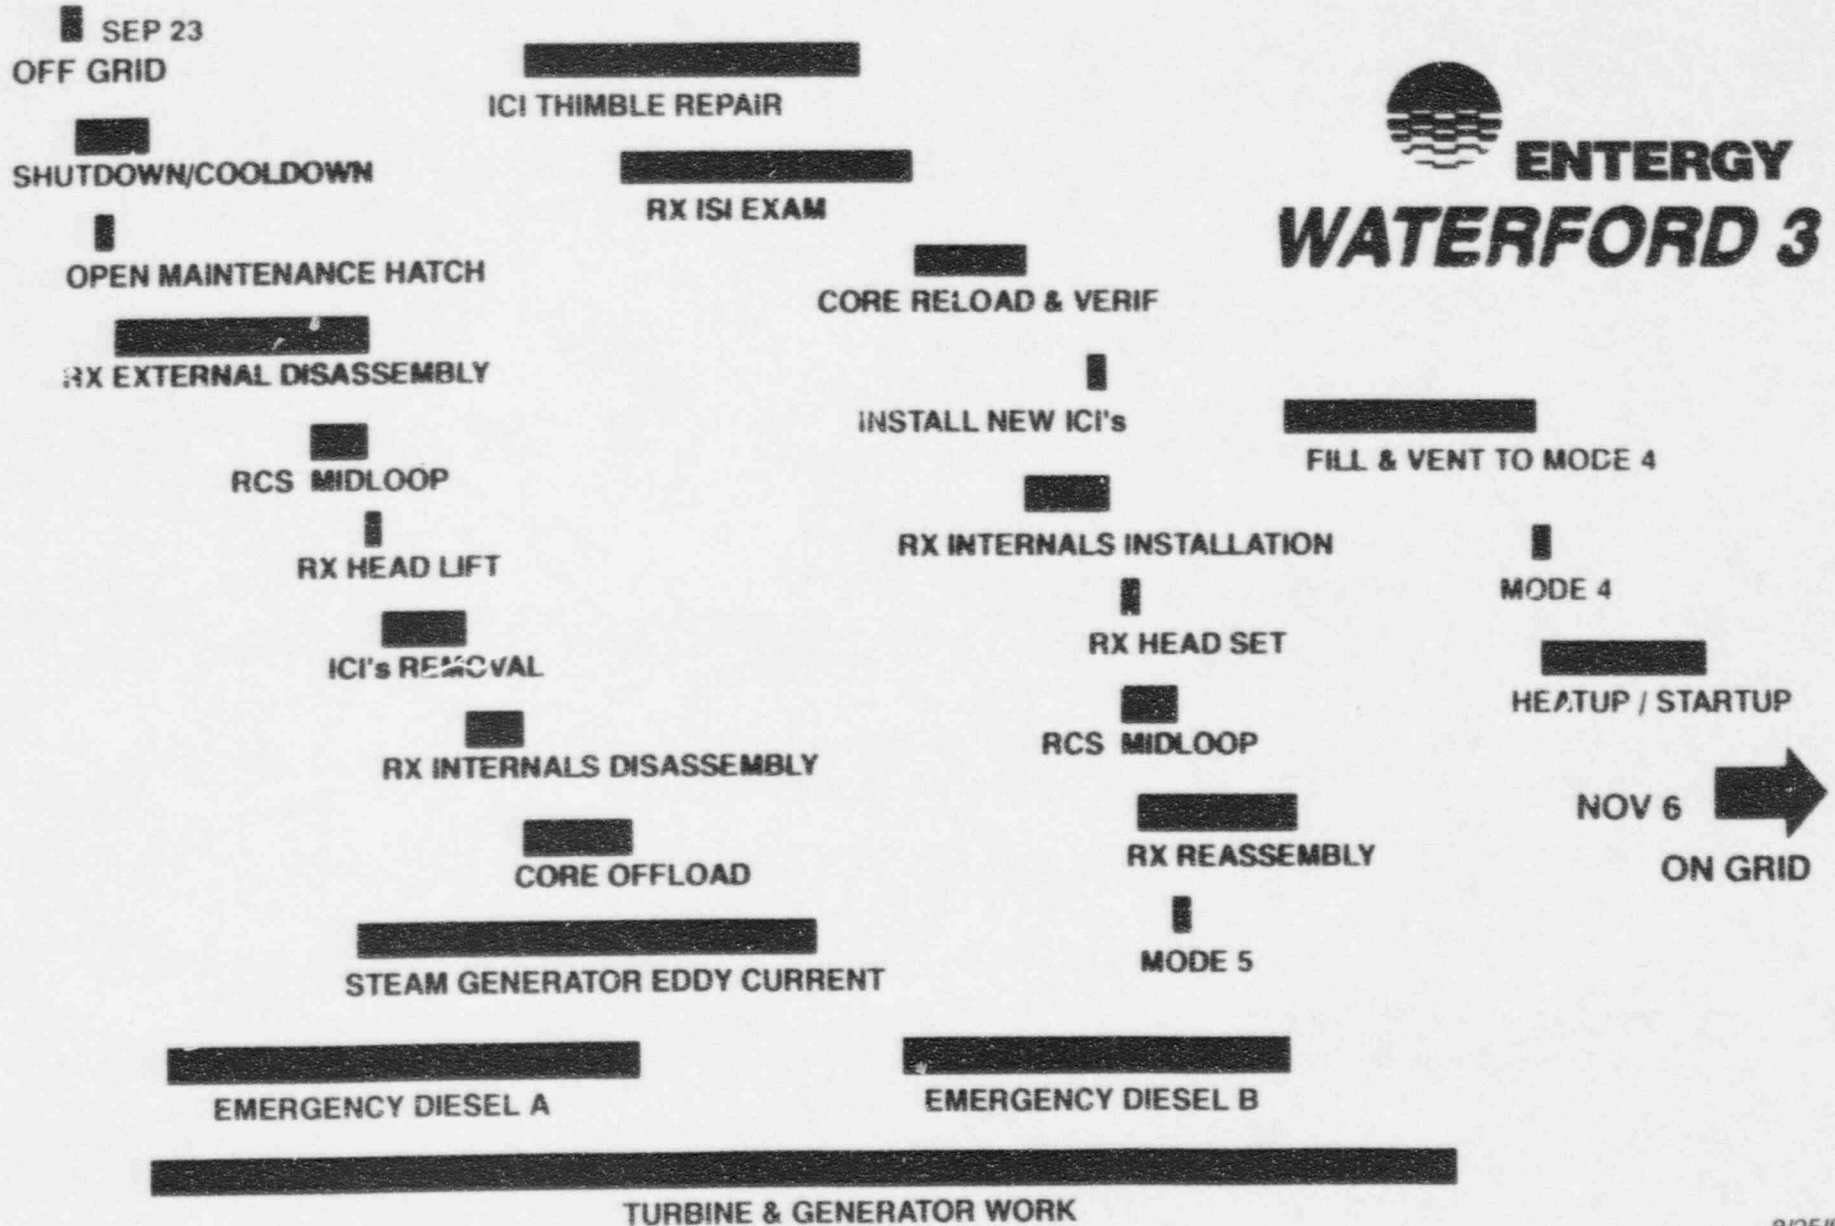 SEP 23
OFF GRID
SHUTDOWN/COOLDOWN
OPEN MAINTENANCE HATCH
RX EXTERNAL DISASSEMBLY
RCS MIDLOOP
RX HEAD LIFT
ICI's REMOVAL
RX INTERNALS DISASSEMBLY
CORE OFFLOAD
STEAM GENERATOR EDDY CURRENT
EMERGENCY DIESEL A
TURBINE & GENERATOR WORK
ICI THIMBLE REPAIR
RX ISI EXAM
CORE RELOAD & VERIF
INSTALL NEW ICI's
RX INTERNALS INSTALLATION
RX HEAD SET
RCS MIDLOOP
RX REASSEMBLY
MODE 5
EMERGENCY DIESEL B
ENTERGY
WATERFORD 3
FILL & VENT TO MODE 4
MODE 4
HEATUP / STARTUP
NOV 6
ON GRID